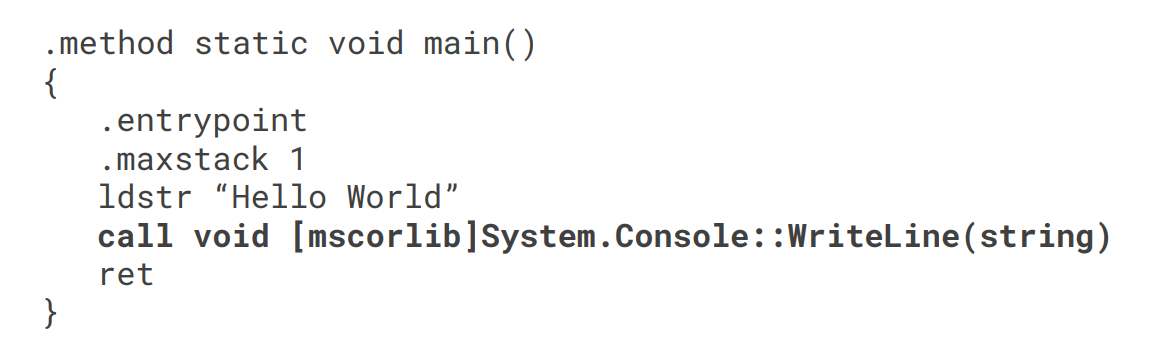 .method static void main()
{
.entrypoint
.maxstack 1
ldstr “Hello World”
call void [mscorlib]System.Console::WriteLine(string)
ret
}